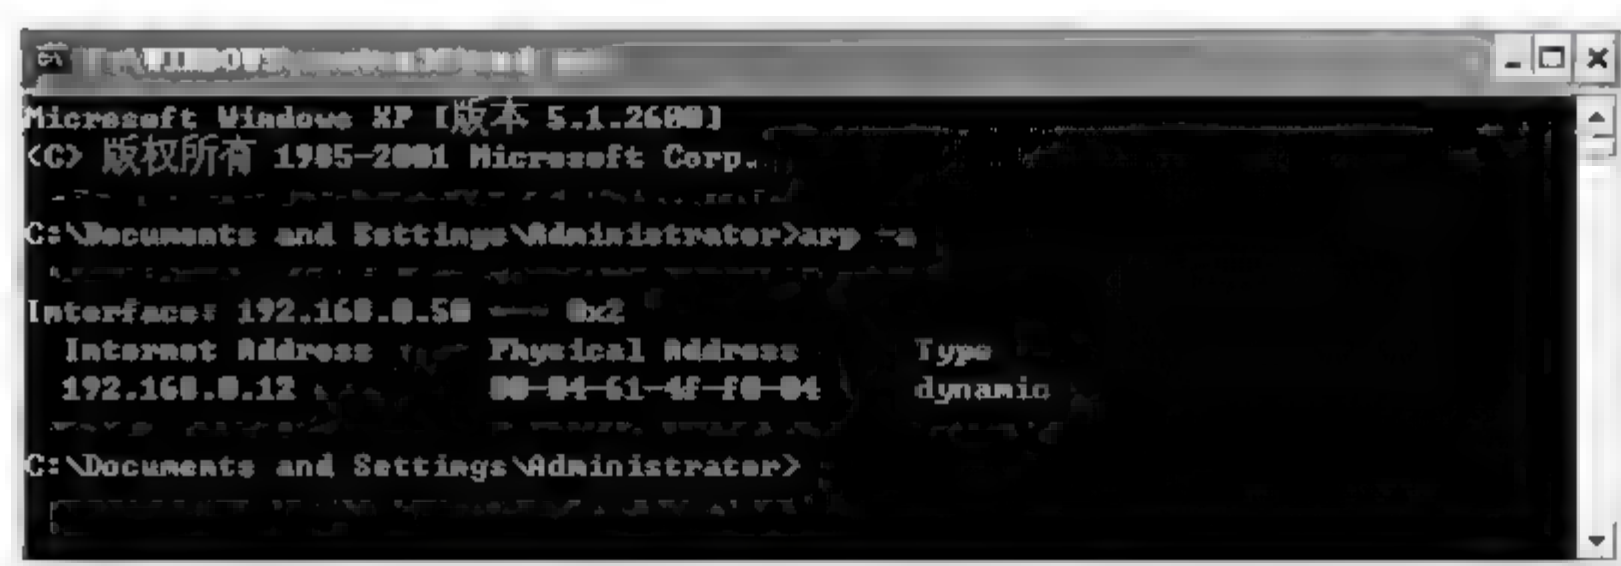 Microsoft Windows XP [版本 5.1.2600]
(C) 版权所有 1985-2001 Microsoft Corp.
C:\Documents and Settings\Administrator>arp -a
Interface: 192.168.0.50 --- 0x2
Internet Address Physical Address Type
192.168.0.12 00-04-61-4f-f0-04 dynamic
C:\Documents and Settings\Administrator>